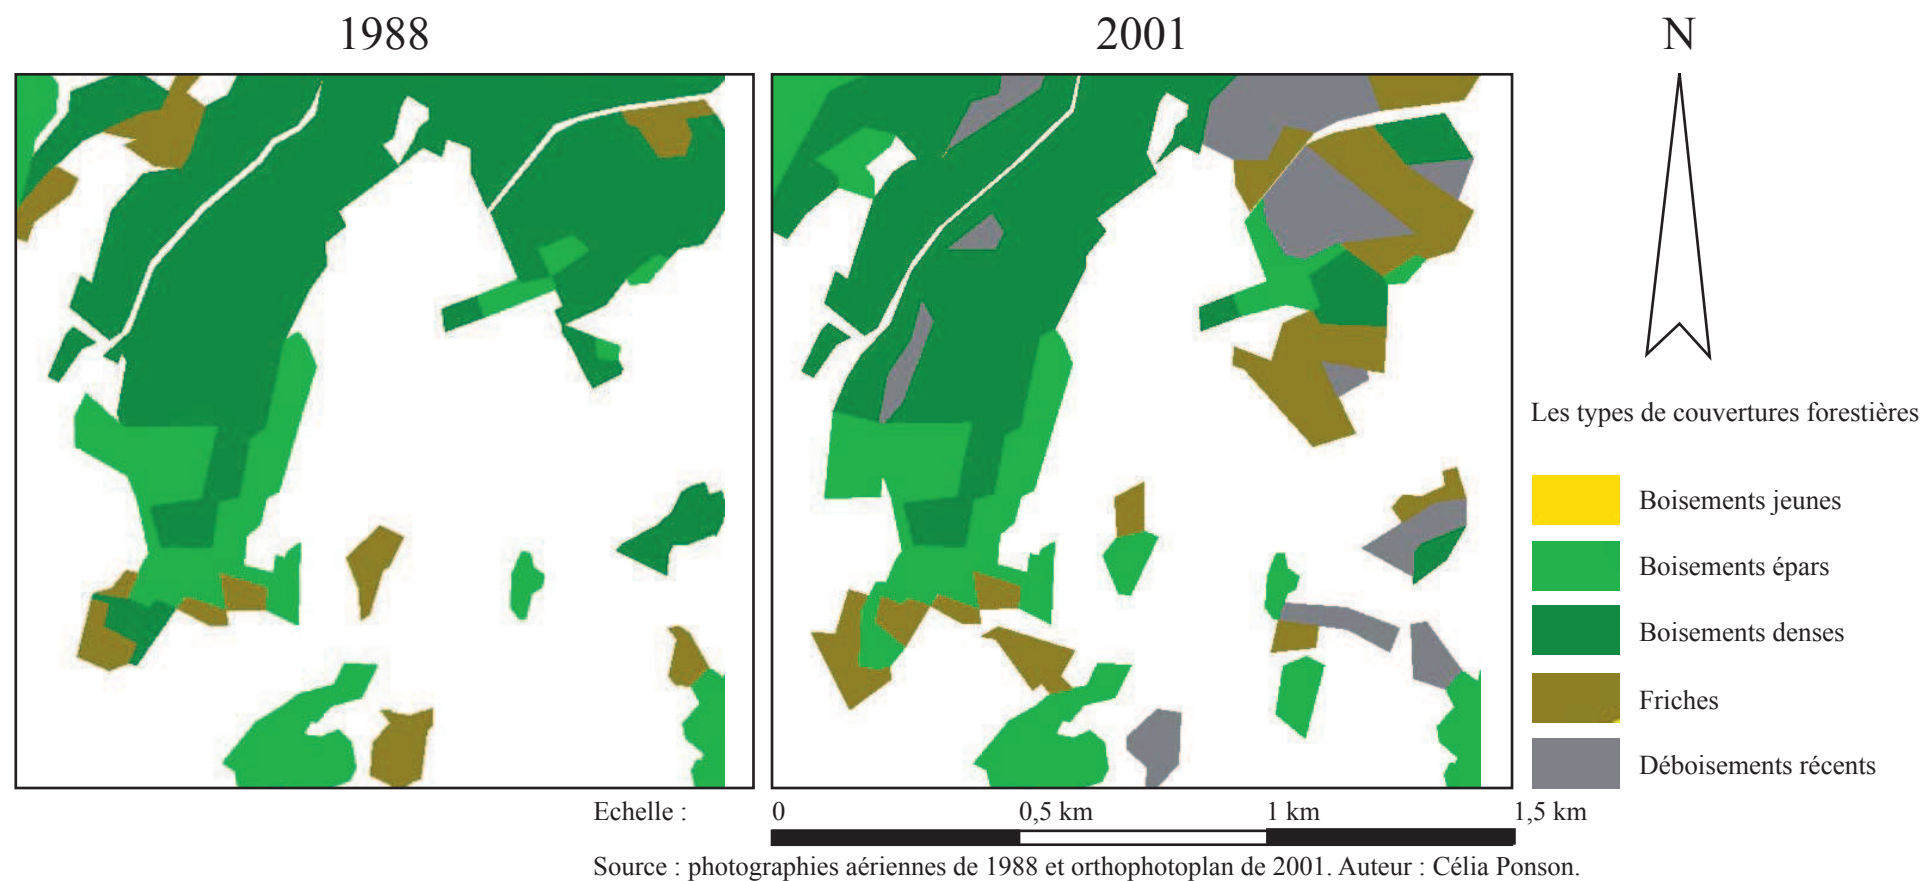 1988
2001
N
Les types de couvertures forestières
Boisements jeunes
Boisements épars
Boisements denses
Friches
Déboisements récents
Echelle :
0
0,5 km
1 km
1,5 km
Source : photographies aériennes de 1988 et orthophotoplan de 2001. Auteur : Célia Ponson.